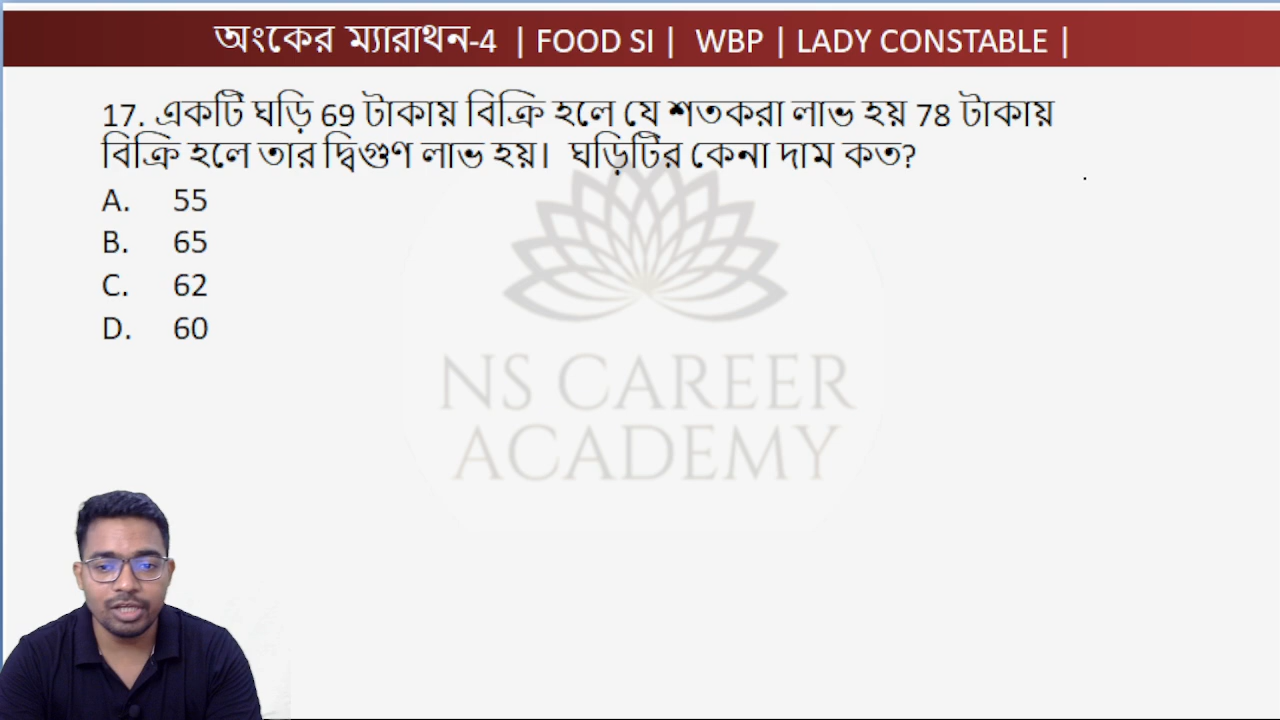 অংকের ম্যারাথন-4 | FOOD SI | WBP | LADY CONSTABLE |
17. একটি ঘড়ি 69 টাকায় বিক্রি হলে যে শতকরা লাভ হয় 78 টাকায়
বিক্রি হলে তার দ্বিগুণ লাভ হয়। ঘড়িটির কেনা দাম কত?
A. 55
B. 65
C. 62
D. 60
NS CAREER
ACADEMY